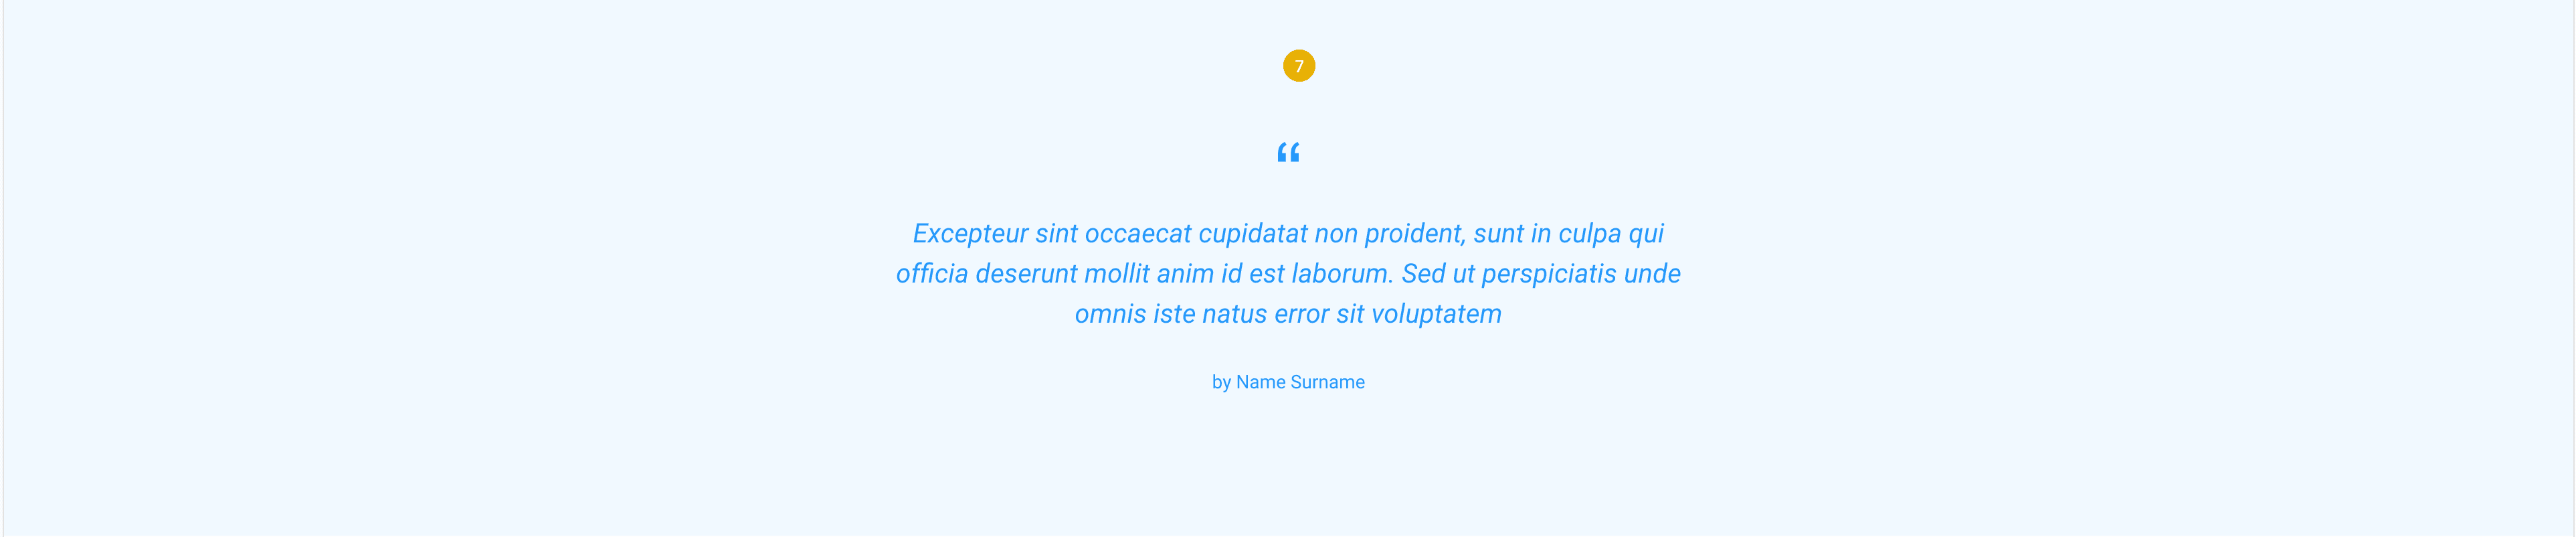 7
“
Excepteur sint occaecat cupidatat non proident, sunt in culpa qui
officia deserunt mollit anim id est laborum. Sed ut perspiciatis unde
omnis iste natus error sit voluptatem
by Name Surname